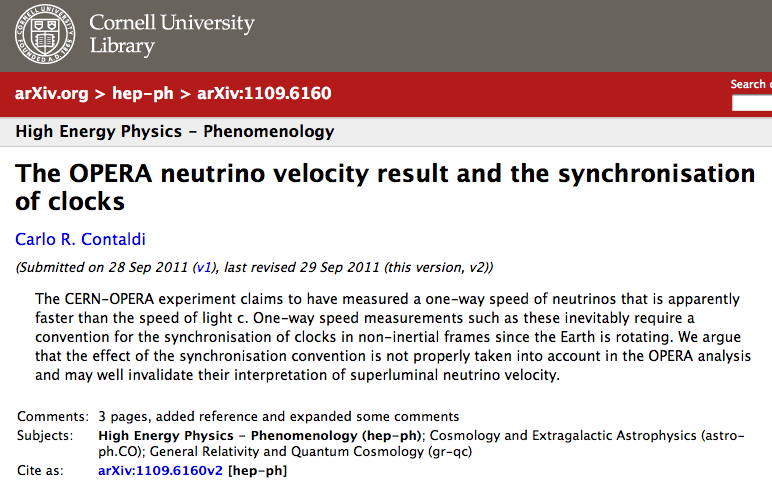 CORNELL UNIVERSITY
FOUNDED A.D. 1865
Cornell University
Library
arXiv.org > hep-ph > arXiv:1109.6160
Search
High Energy Physics – Phenomenology
The OPERA neutrino velocity result and the synchronisation
of clocks
Carlo R. Contaldi
(Submitted on 28 Sep 2011 (v1), last revised 29 Sep 2011 (this version, v2))
The CERN-OPERA experiment claims to have measured a one-way speed of neutrinos that is apparently
faster than the speed of light c. One-way speed measurements such as these inevitably require a
convention for the synchronisation of clocks in non-inertial frames since the Earth is rotating. We argue
that the effect of the synchronisation convention is not properly taken into account in the OPERA analysis
and may well invalidate their interpretation of superluminal neutrino velocity.
Comments: 3 pages, added reference and expanded some comments
Subjects: High Energy Physics – Phenomenology (hep-ph); Cosmology and Extragalactic Astrophysics (astro-
ph.CO); General Relativity and Quantum Cosmology (gr-qc)
Cite as: arXiv:1109.6160v2 [hep-ph]